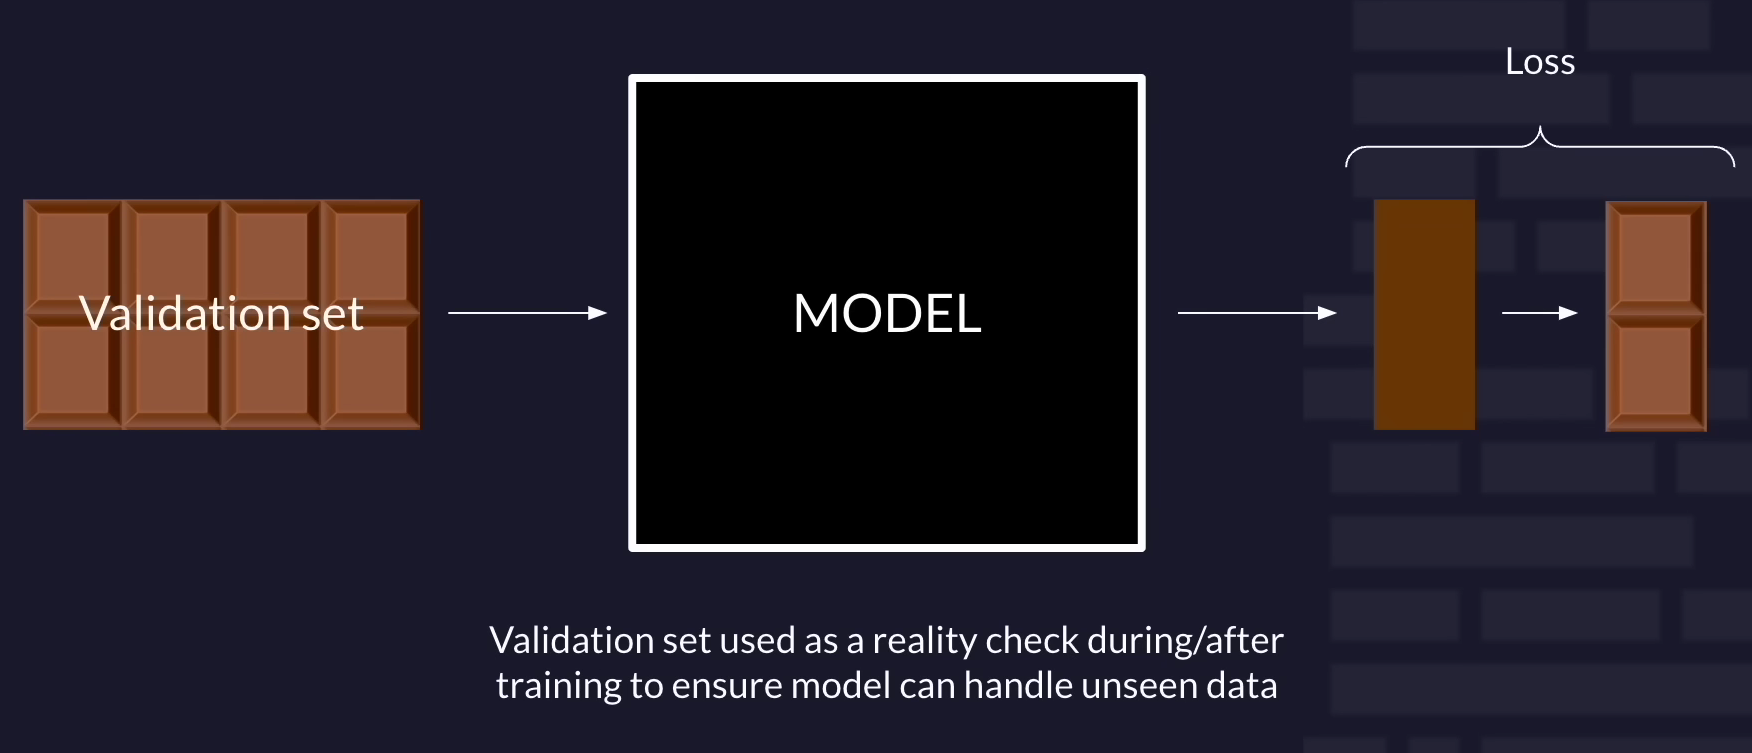 Loss
Validation set
MODEL
Validation set used as a reality check during/after
training to ensure model can handle unseen data